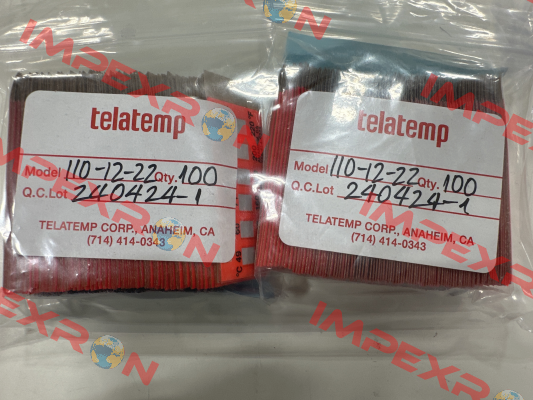 telatemp
Model 110-12-22 Qty. 100
Q.C.Lot 240424-1
TELATEMP CORP., ANAHEIM, CA
(714) 414-0343
telatemp
Model 110-12-22 Qty. 100
Q.C.Lot 240424-1
TELATEMP CORP., ANAHEIM, CA
(714) 414-0343
IMPEXRON
IMPEXRON
IMPEXRON
IMPEXRON